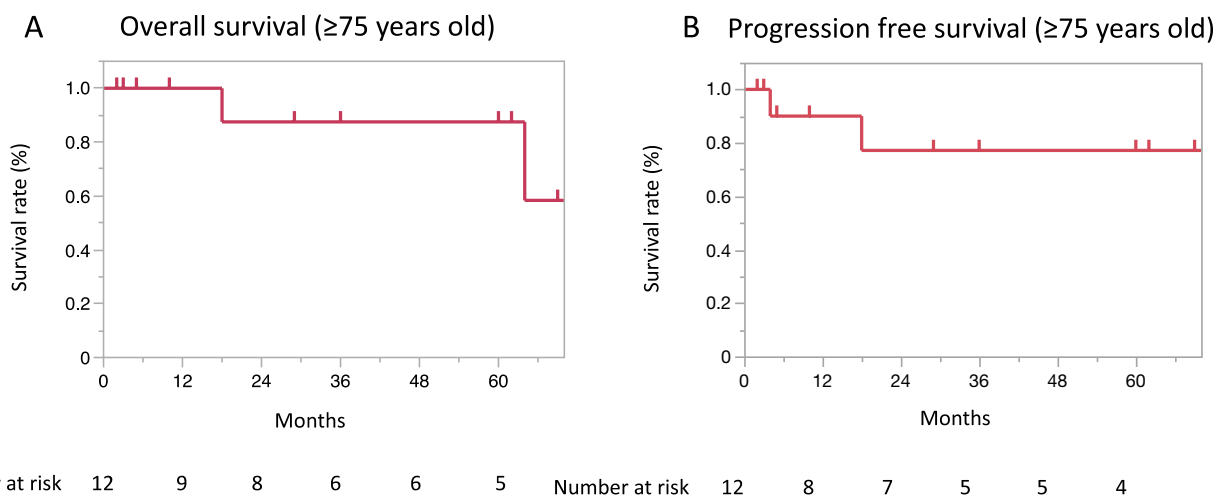 A Overall survival (≥75 years old)
1.0
0.8
0.6
0.4
0.2
0
Survival rate (%)
0 12 24 36 48 60
Months
at risk 12 9 8 6 6 5
B Progression free survival (≥75 years old)
1.0
0.8
0.6
0.4
0.2
0
Survival rate (%)
0 12 24 36 48 60
Months
Number at risk 12 8 7 5 5 4